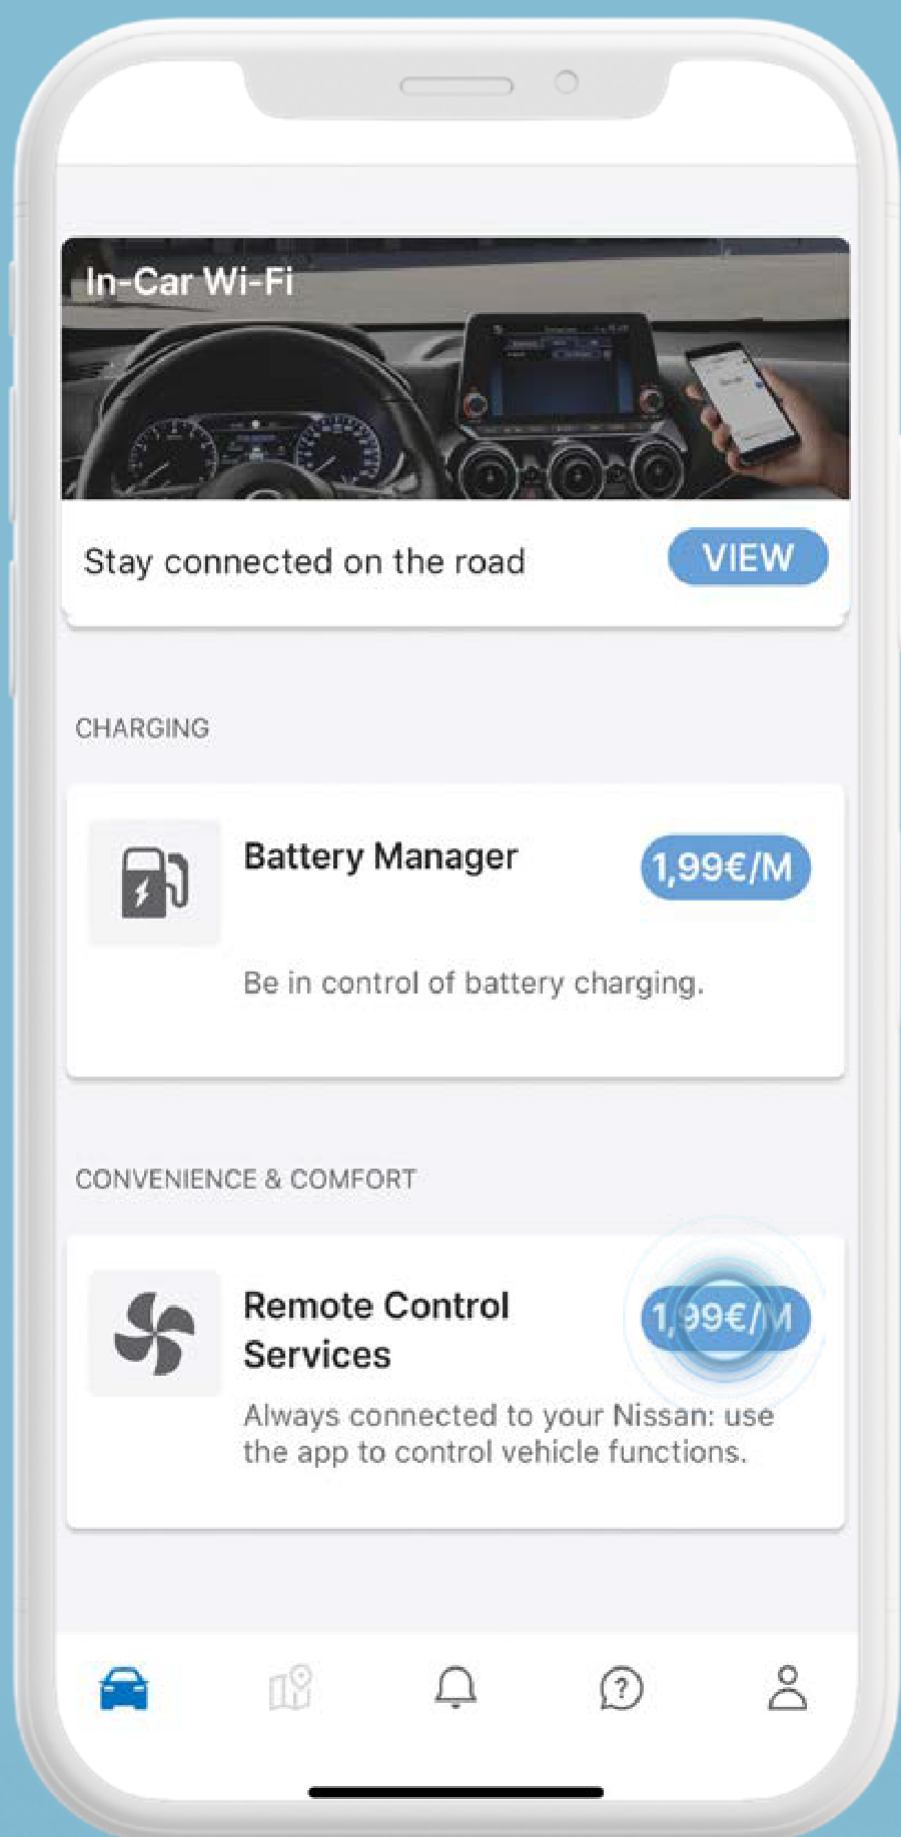 In-Car Wi-Fi
Stay connected on the road
VIEW
CHARGING
Battery Manager
1,99€/M
Be in control of battery charging.
CONVENIENCE & COMFORT
Remote Control
Services
1,99€/M
Always connected to your Nissan: use
the app to control vehicle functions.
?